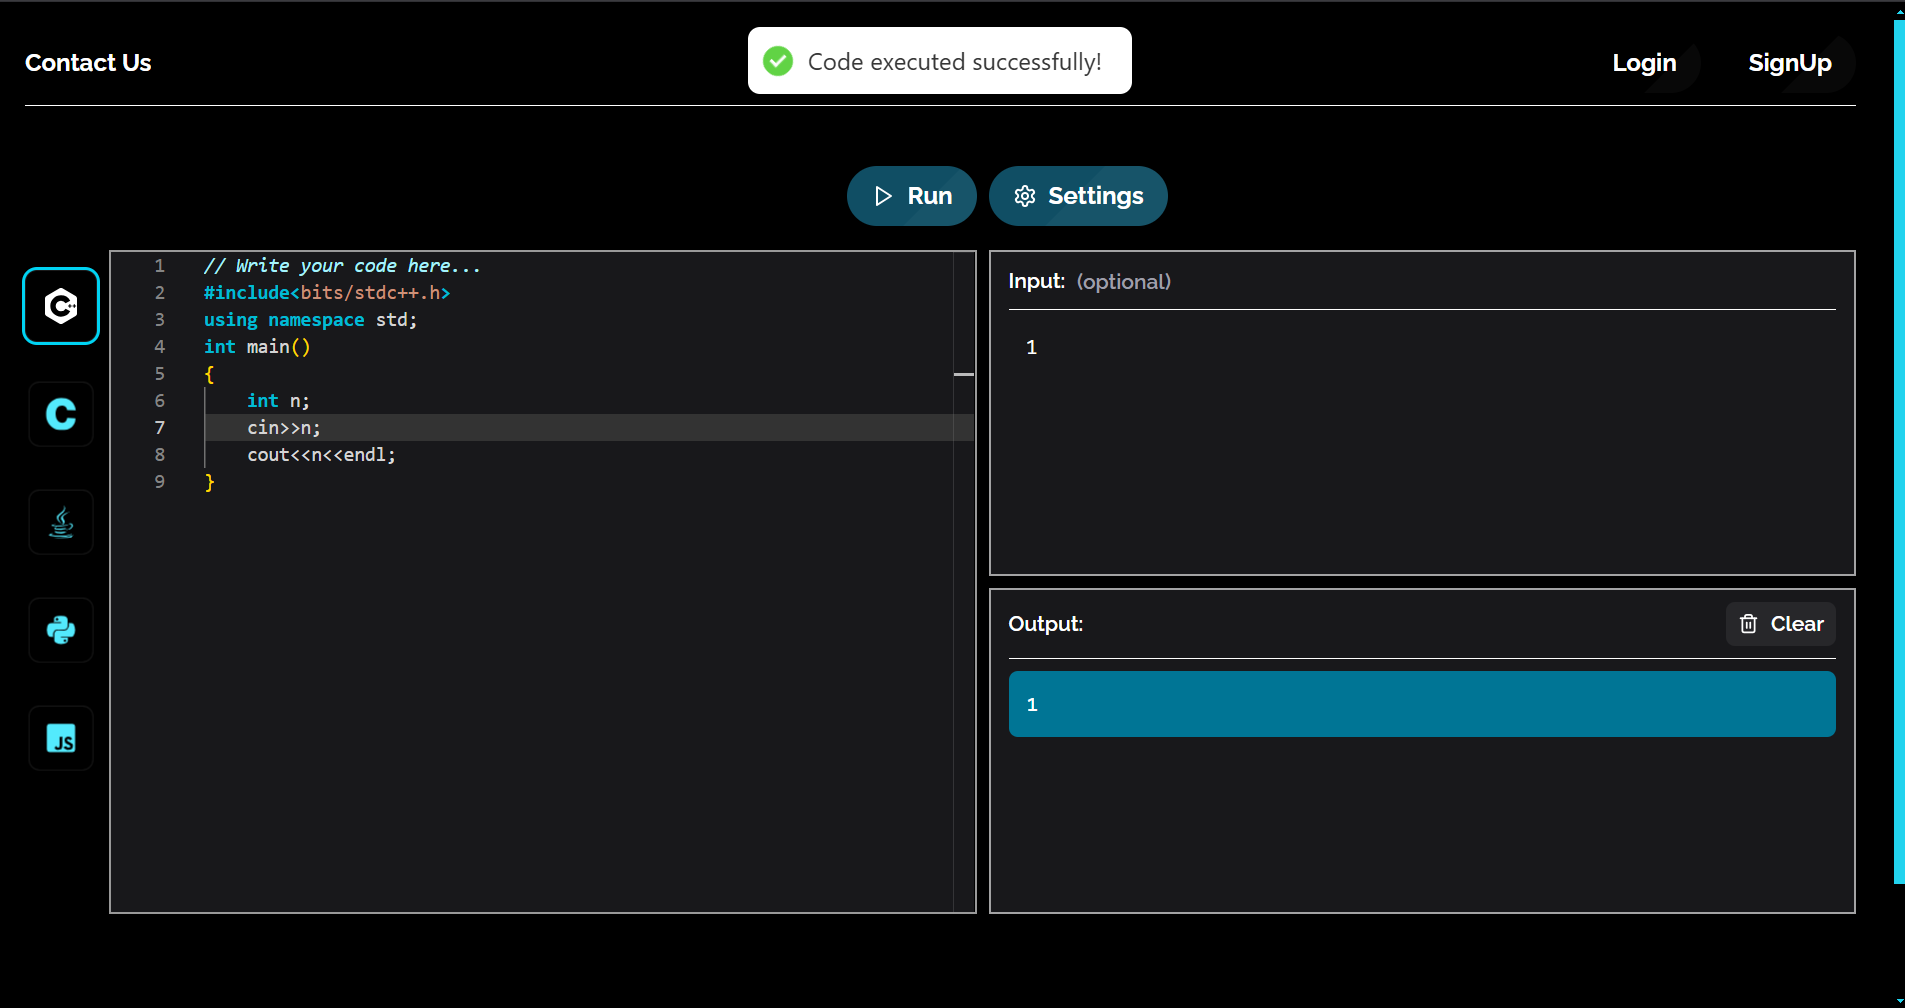 Contact Us
Code executed successfully!
Login
SignUp
Run
Settings
1 // Write your code here...
2 #include<bits/stdc++.h>
3 using namespace std;
4 int main()
5 {
6     int n;
7     cin>>n;
8     cout<<n<<endl;
9 }
C
JS
Input: (optional)
1
Output:
Clear
1